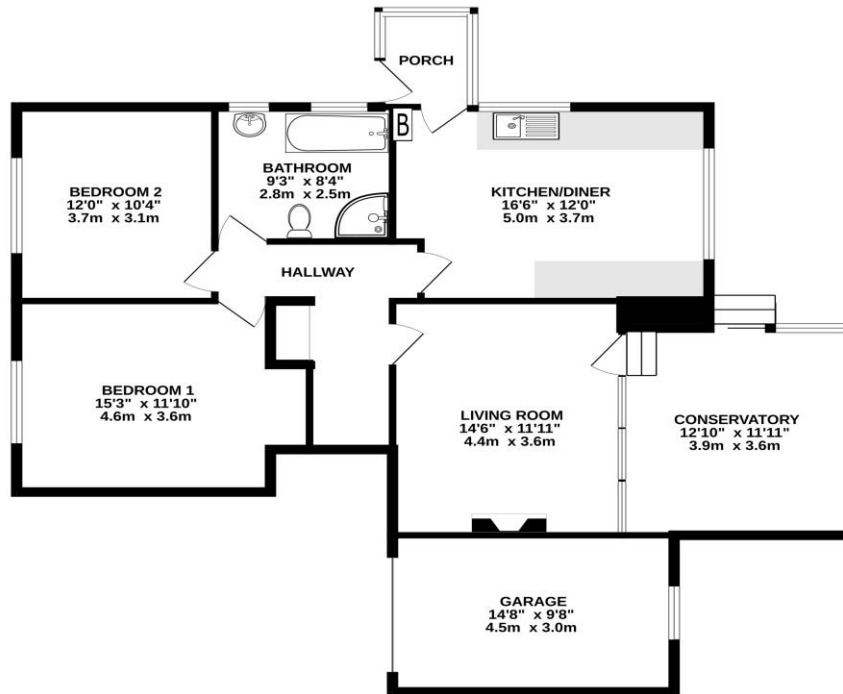 PORCH
B
BATHROOM
9'3" x 8'4"
2.8m x 2.5m
BEDROOM 2
12'0" x 10'4"
3.7m x 3.1m
KITCHEN/DINER
16'6" x 12'0"
5.0m x 3.7m
HALLWAY
BEDROOM 1
15'3" x 11'10"
4.6m x 3.6m
LIVING ROOM
14'6" x 11'11"
4.4m x 3.6m
CONSERVATORY
12'10" x 11'11"
3.9m x 3.6m
GARAGE
14'8" x 9'8"
4.5m x 3.0m